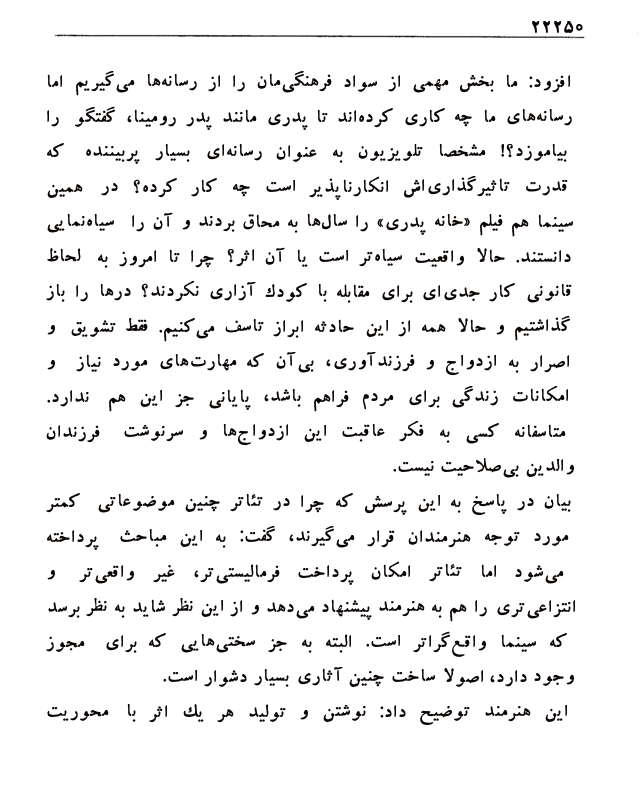 ۲۲۲۵۰
افزود: ما بخش مهمی از سواد فرهنگی‌مان را از رسانه‌ها می‌گیریم اما
رسانه‌های ما چه کاری کرده‌اند تا پدری مانند پدر رومینا، گفتگو را
بیاموزد؟! مشخصا تلویزیون به عنوان رسانه‌ای بسیار پربیننده که
قدرت تاثیرگذاری‌اش انکارناپذیر است چه کار کرده؟ در همین
سینما هم فیلم «خانه پدری» را سال‌ها به محاق بردند و آن را سیاه‌نمایی
دانستند. حالا واقعیت سیاه‌تر است یا آن اثر؟ چرا تا امروز به لحاظ
قانونی کار جدی‌ای برای مقابله با کودك آزاری نکردند؟ درها را باز
گذاشتیم و حالا همه از این حادثه ابراز تاسف می‌کنیم. فقط تشویق و
اصرار به ازدواج و فرزندآوری، بی‌آن که مهارت‌های مورد نیاز و
امکانات زندگی برای مردم فراهم باشد، پایانی جز این هم ندارد.
متاسفانه کسی به فکر عاقبت این ازدواج‌ها و سرنوشت فرزندان
والدین بی‌صلاحیت نیست.
بیان در پاسخ به این پرسش که چرا در تئاتر چنین موضوعاتی کمتر
مورد توجه هنرمندان قرار می‌گیرند، گفت: به این مباحث پرداخته
می‌شود اما تئاتر امکان پرداخت فرمالیستی‌تر، غیر واقعی‌تر و
انتزاعی‌تری را هم به هنرمند پیشنهاد می‌دهد و از این نظر شاید به نظر برسد
که سینما واقع‌گراتر است. البته به جز سختی‌هایی که برای مجوز
وجود دارد، اصولا ساخت چنین آثاری بسیار دشوار است.
این هنرمند توضیح داد: نوشتن و تولید هر یك اثر با محوریت